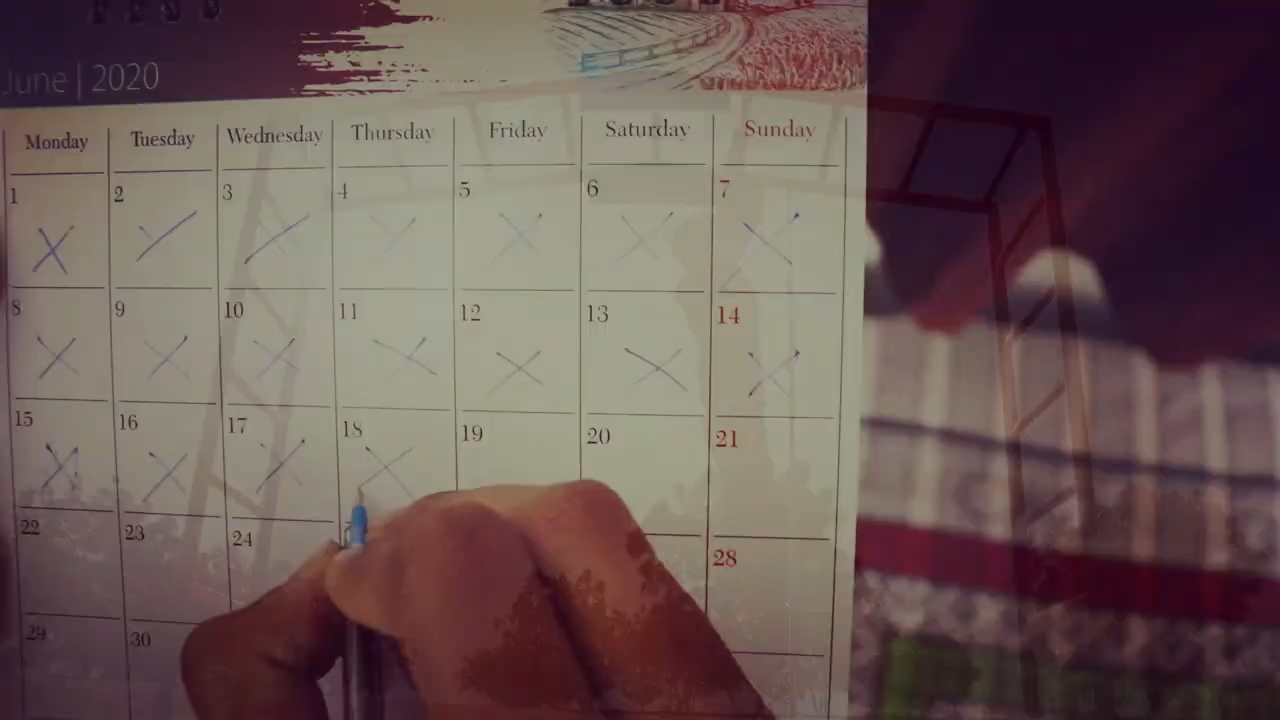 June | 2020
Monday Tuesday Wednesday Thursday Friday Saturday Sunday
1 2 3 4 5 6 7
8 9 10 11 12 13 14
15 16 17 18 19 20 21
22 23 24 28
29 30